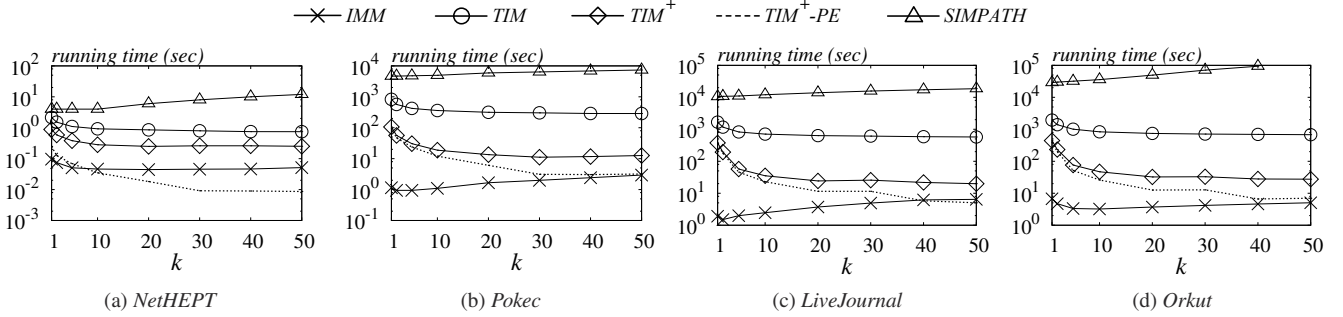 IMM TIM TIM+ TIM+-PE SIMPATH
running time (sec)
10^2
10^1
10^0
10^-1
10^-2
10^-3
1 10 20 30 40 50
k
(a) NetHEPT
running time (sec)
10^4
10^3
10^2
10^1
10^0
10^-1
1 10 20 30 40 50
k
(b) Pokec
running time (sec)
10^5
10^4
10^3
10^2
10^1
10^0
1 10 20 30 40 50
k
(c) LiveJournal
running time (sec)
10^5
10^4
10^3
10^2
10^1
10^0
1 10 20 30 40 50
k
(d) Orkut